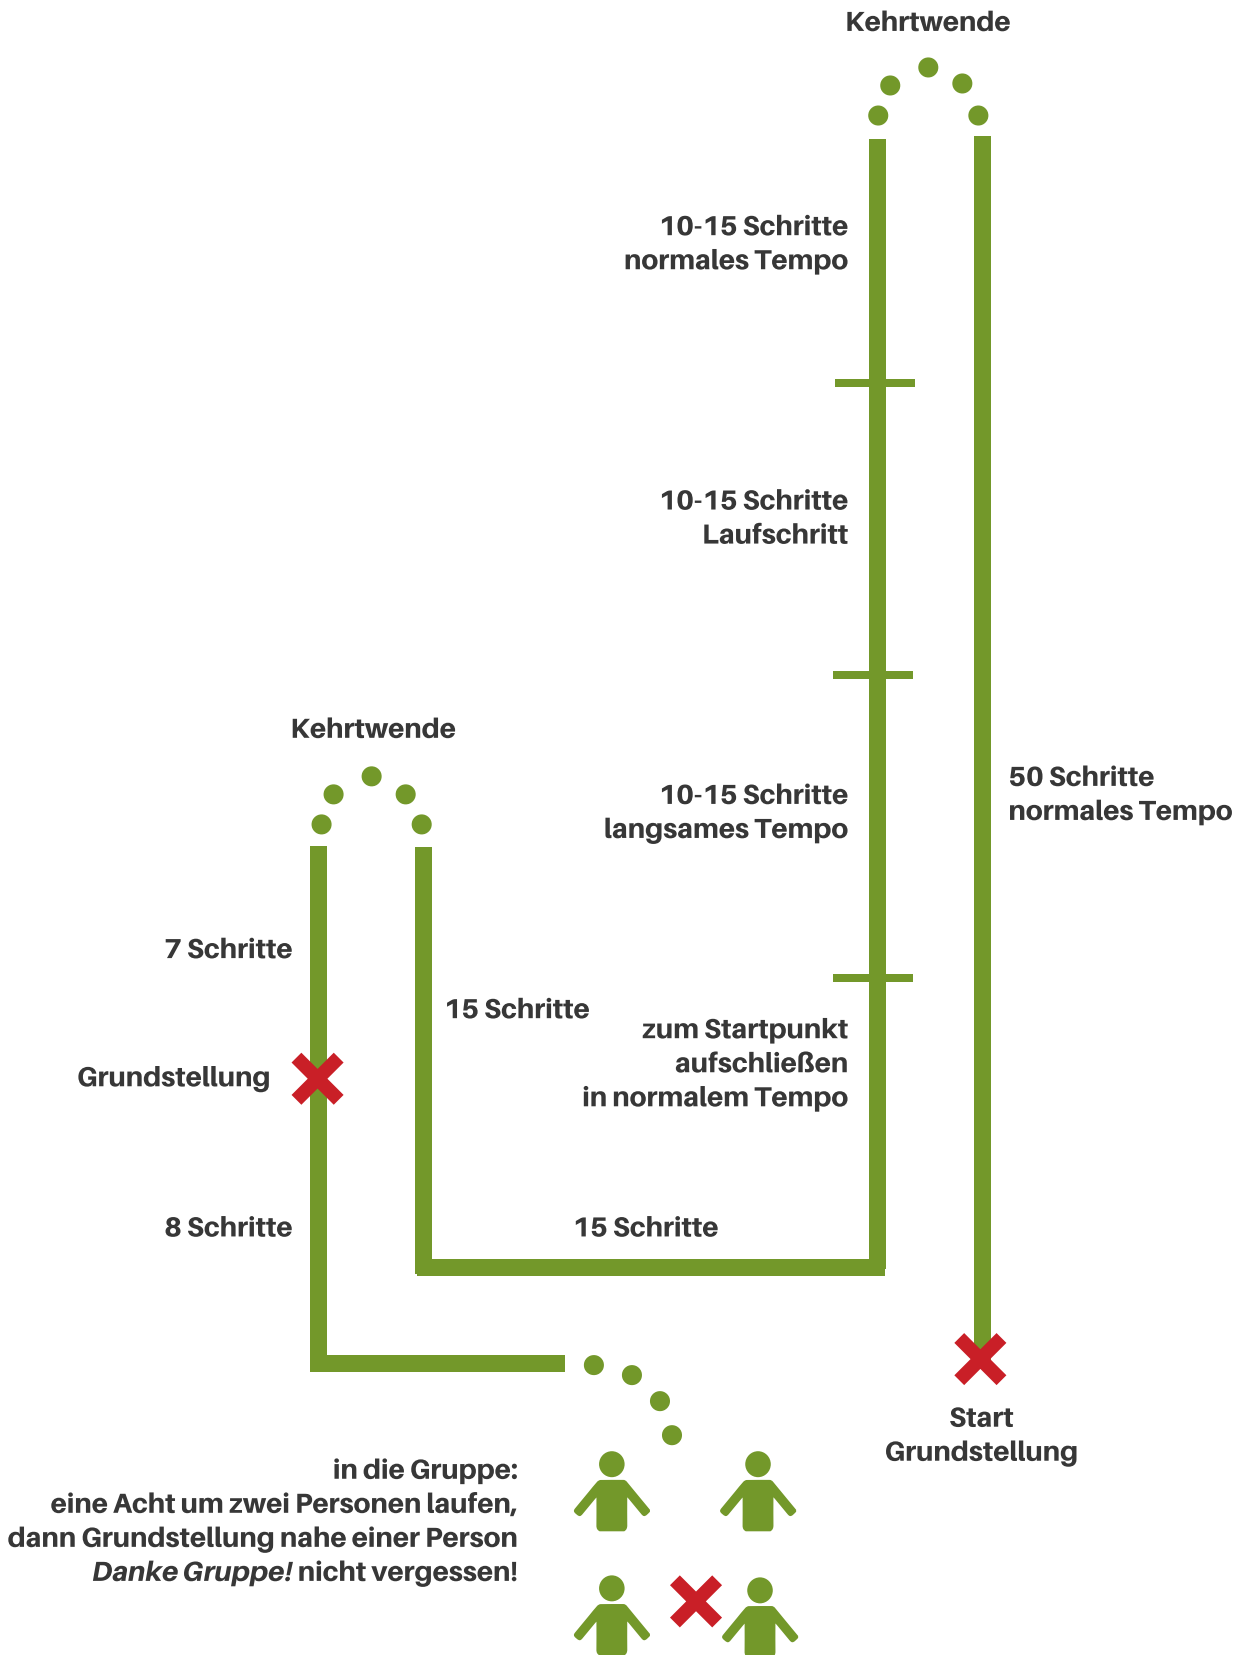 Kehrtwende
10-15 Schritte
normales Tempo
10-15 Schritte
Laufschritt
Kehrtwende
10-15 Schritte
langsames Tempo
50 Schritte
normales Tempo
7 Schritte
15 Schritte
zum Startpunkt
aufschließen
in normalem Tempo
Grundstellung
8 Schritte
15 Schritte
Start
Grundstellung
in die Gruppe:
eine Acht um zwei Personen laufen,
dann Grundstellung nahe einer Person
Danke Gruppe! nicht vergessen!